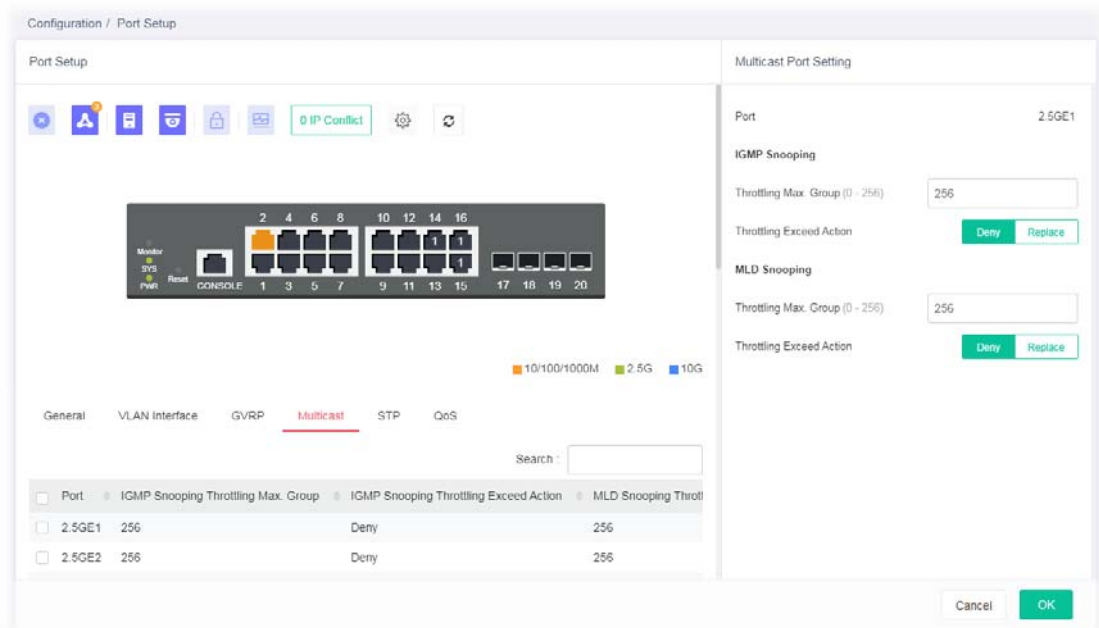 Configuration / Port Setup
Port Setup
3
0 IP Conflict
2 4 6 8 10 12 14 16
1 1
1
Monitor
SYS
PWR
Reset
CONSOLE
1 3 5 7 9 11 13 15 17 18 19 20
10/100/1000M 2.5G 10G
General VLAN Interface GVRP Multicast STP QoS
Search :
Port IGMP Snooping Throttling Max. Group IGMP Snooping Throttling Exceed Action MLD Snooping Thrott
2.5GE1 256 Deny 256
2.5GE2 256 Deny 256
Multicast Port Setting
Port 2.5GE1
IGMP Snooping
Throttling Max. Group (0 - 256) 256
Throttling Exceed Action Deny Replace
MLD Snooping
Throttling Max. Group (0 - 256) 256
Throttling Exceed Action Deny Replace
Cancel OK